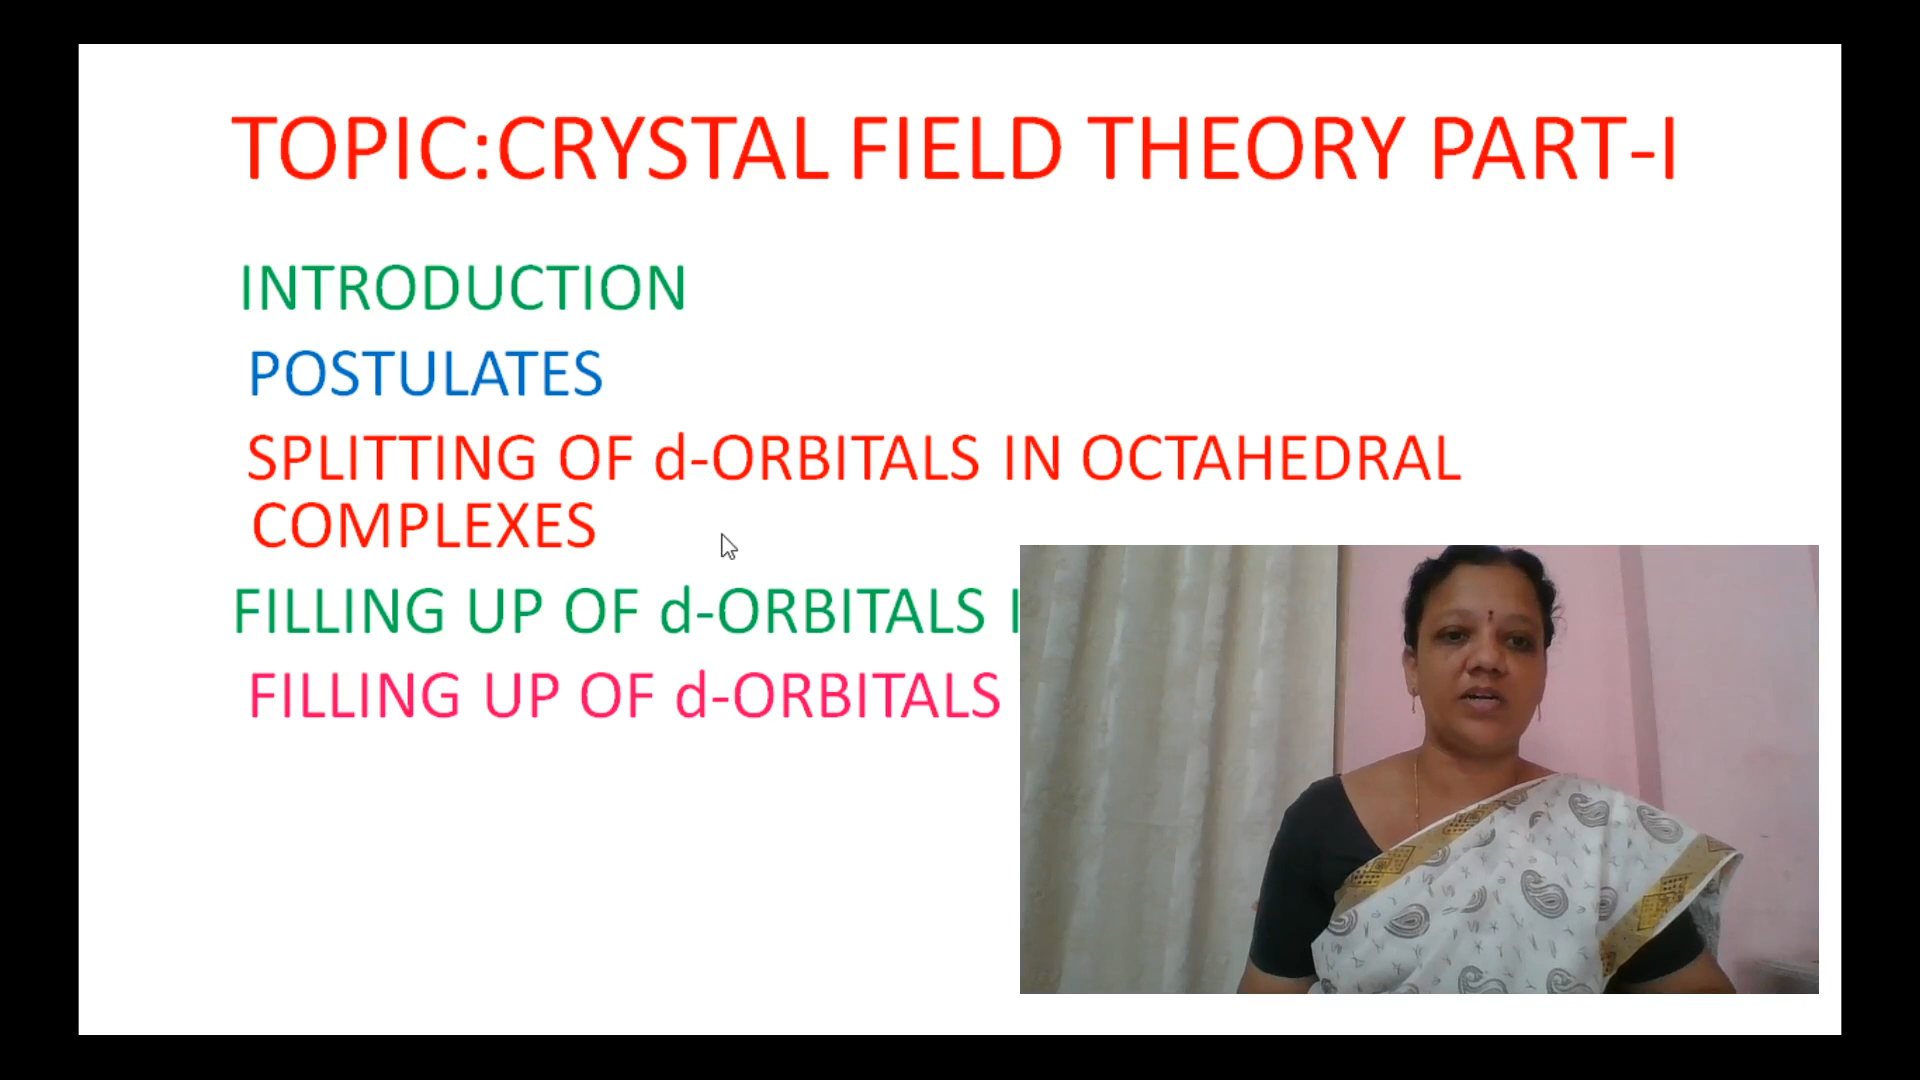 TOPIC:CRYSTAL FIELD THEORY PART-I
INTRODUCTION
POSTULATES
SPLITTING OF d-ORBITALS IN OCTAHEDRAL
COMPLEXES
FILLING UP OF d-ORBITALS
FILLING UP OF d-ORBITALS